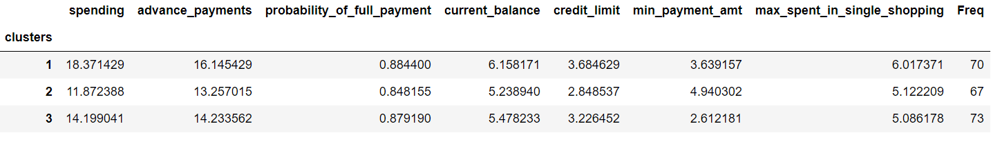 spending advance_payments probability_of_full_payment current_balance credit_limit min_payment_amt max_spent_in_single_shopping Freq
clusters
1 18.371429 16.145429 0.884400 6.158171 3.684629 3.639157 6.017371 70
2 11.872388 13.257015 0.848155 5.238940 2.848537 4.940302 5.122209 67
3 14.199041 14.233562 0.879190 5.478233 3.226452 2.612181 5.086178 73